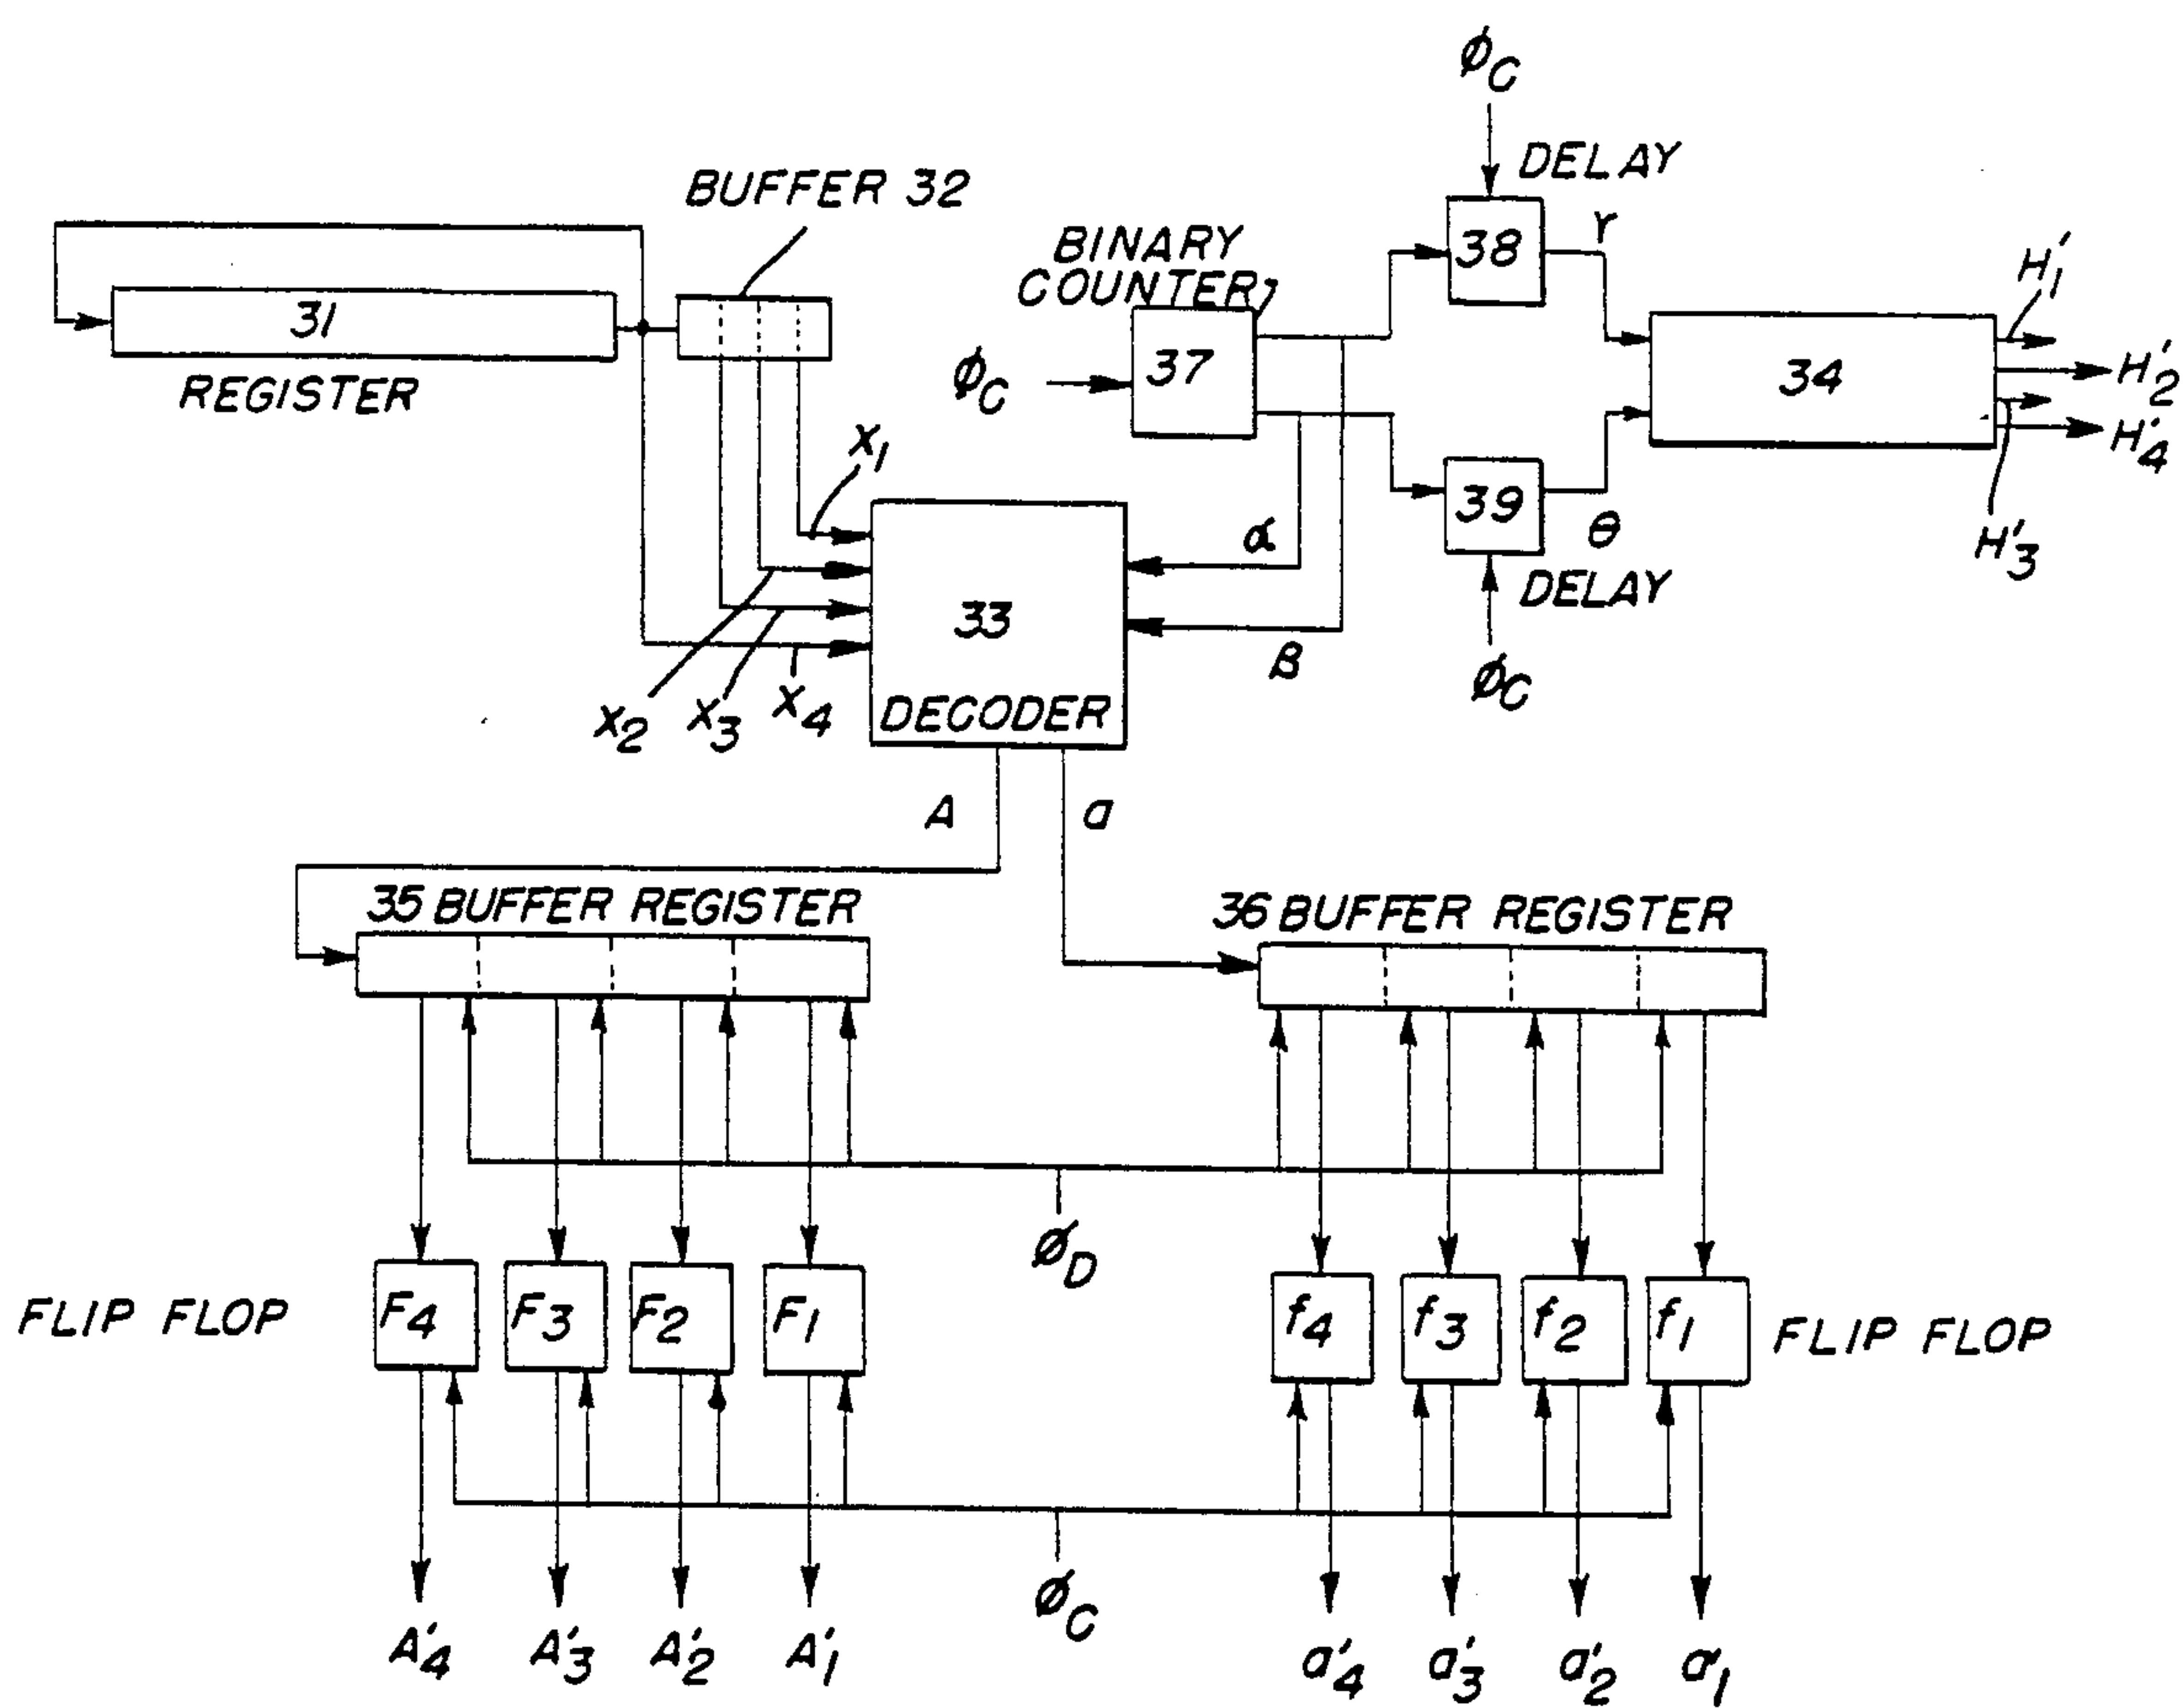 ϕC
DELAY
BUFFER 32
38
γ
BINARY
COUNTER
H'1
31
REGISTER
ϕC
37
34
H'2
H'4
X1
39
θ
H'3
DELAY
α
33
β
ϕC
X2
X3
X4
DECODER
A
a
35 BUFFER REGISTER
36 BUFFER REGISTER
ϕD
FLIP FLOP
F4
F3
F2
F1
f4
f3
f2
f1
FLIP FLOP
ϕC
A'4
A'3
A'2
A'1
a'4
a'3
a'2
a'1